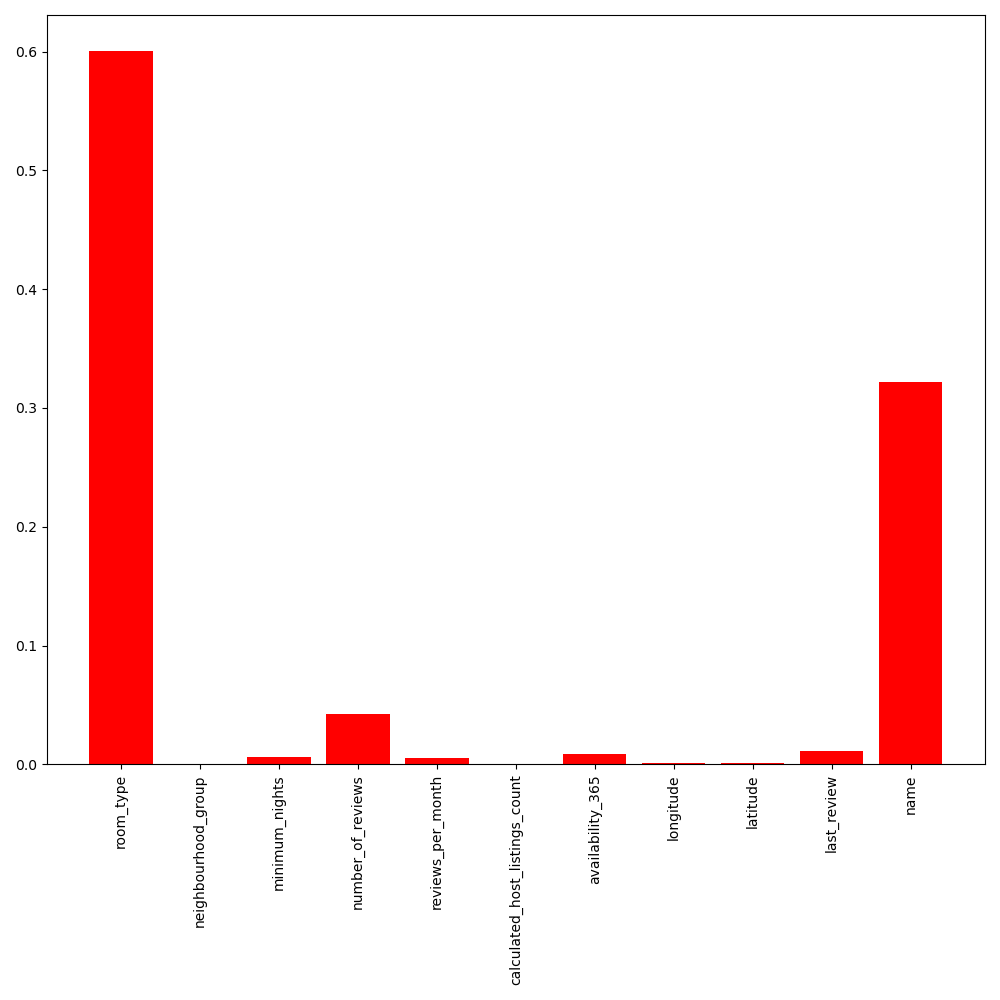 0.6
0.5
0.4
0.3
0.2
0.1
0.0
room_type
neighbourhood_group
minimum_nights
number_of_reviews
reviews_per_month
calculated_host_listings_count
availability_365
longitude
latitude
last_review
name